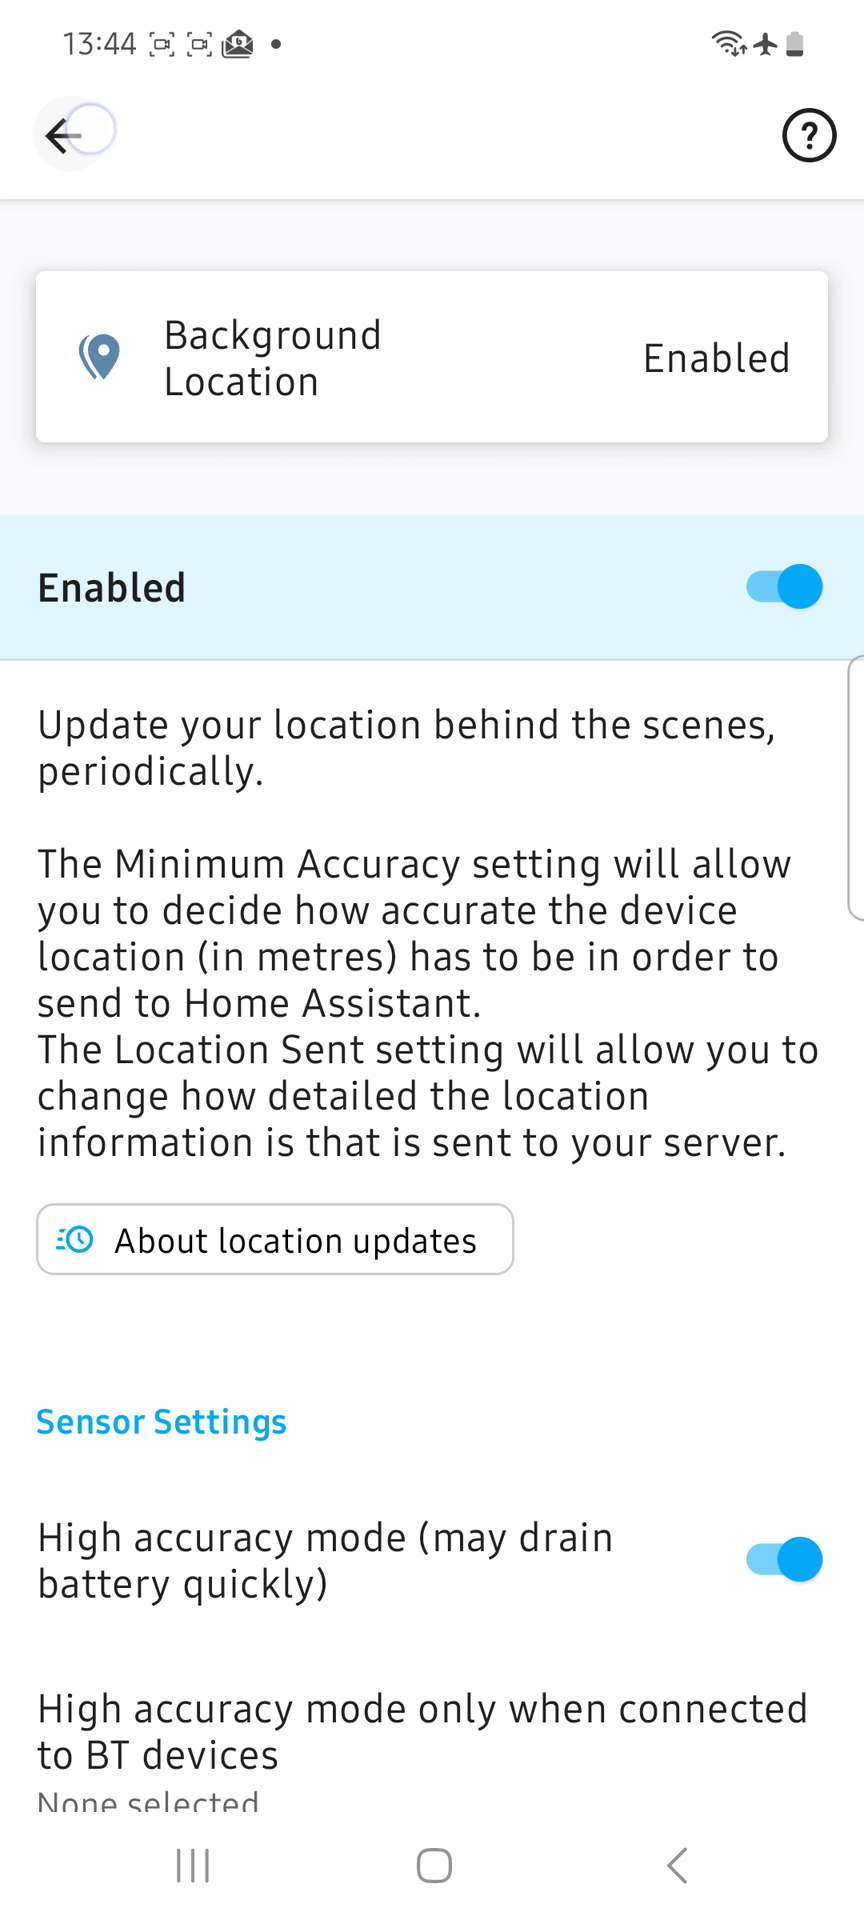 13:44
Background
Location
Enabled
Enabled
Update your location behind the scenes,
periodically.
The Minimum Accuracy setting will allow
you to decide how accurate the device
location (in metres) has to be in order to
send to Home Assistant.
The Location Sent setting will allow you to
change how detailed the location
information is that is sent to your server.
About location updates
Sensor Settings
High accuracy mode (may drain
battery quickly)
High accuracy mode only when connected
to BT devices
None selected